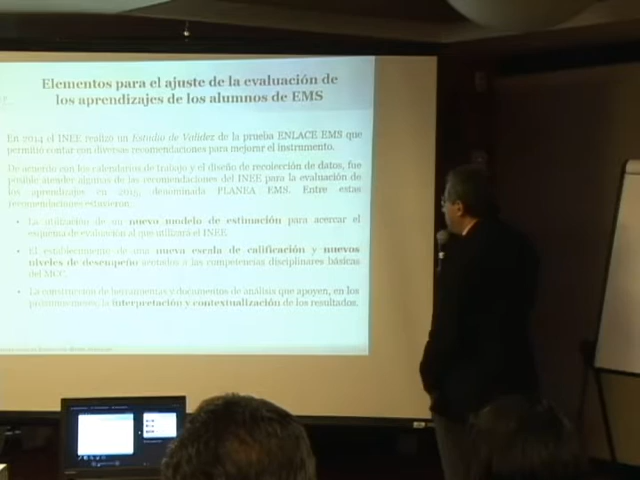 Elementos para el ajuste de la evaluación de
los aprendizajes de los alumnos de EMS
En 2014 el INEE realizó un Estudio de Validez de la prueba ENLACE EMS que
permitió contar con diversas recomendaciones para mejorar el instrumento.
De acuerdo con los calendarios de trabajo y el diseño de recolección de datos, fue
posible atender algunas de las recomendaciones del INEE para la evaluación de
los aprendizajes en 2015, denominada PLANEA EMS. Entre estas
recomendaciones estuvieron:
• La utilización de un nuevo modelo de estimación para acercar el
esquema de evaluación al que utilizará el INEE.
• El establecimiento de una nueva escala de calificación y nuevos
niveles de desempeño a las competencias disciplinares básicas
del MCC.
• La construcción de herramientas y documentos de análisis que apoyen, en los
próximos meses, la interpretación y contextualización de los resultados.